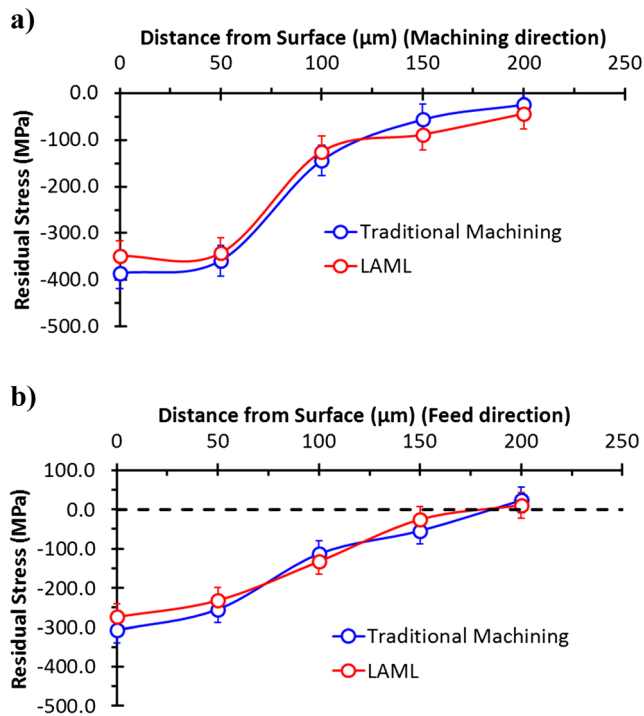 a)
Distance from Surface (µm) (Machining direction)
0 50 100 150 200 250
0.0
-100.0
-200.0
-300.0
-400.0
-500.0
Residual Stress (MPa)
Traditional Machining
LAML
b)
Distance from Surface (µm) (Feed direction)
0 50 100 150 200 250
100.0
0.0
-100.0
-200.0
-300.0
-400.0
-500.0
Residual Stress (MPa)
Traditional Machining
LAML